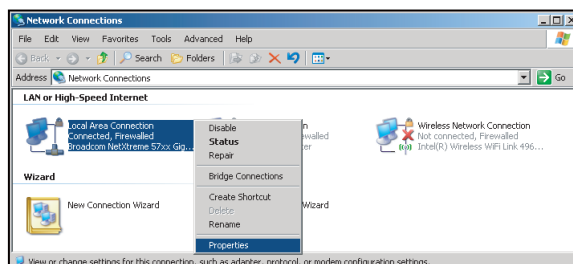 Network Connections
File Edit View Favorites Tools Advanced Help
Back Search Folders
Address Network Connections Go
LAN or High-Speed Internet
Local Area Connection
Connected, Firewalled
Broadcom NetXtreme 57xx Gig...
Wireless Network Connection
Not connected, Firewalled
Intel(R) Wireless WiFi Link 496...
Disable
Status
Repair
Bridge Connections
Create Shortcut
Delete
Rename
Properties
Wizard
New Connection Wizard
Wizard
View or change settings for this connection, such as adapter, protocol, or modem configuration settings.